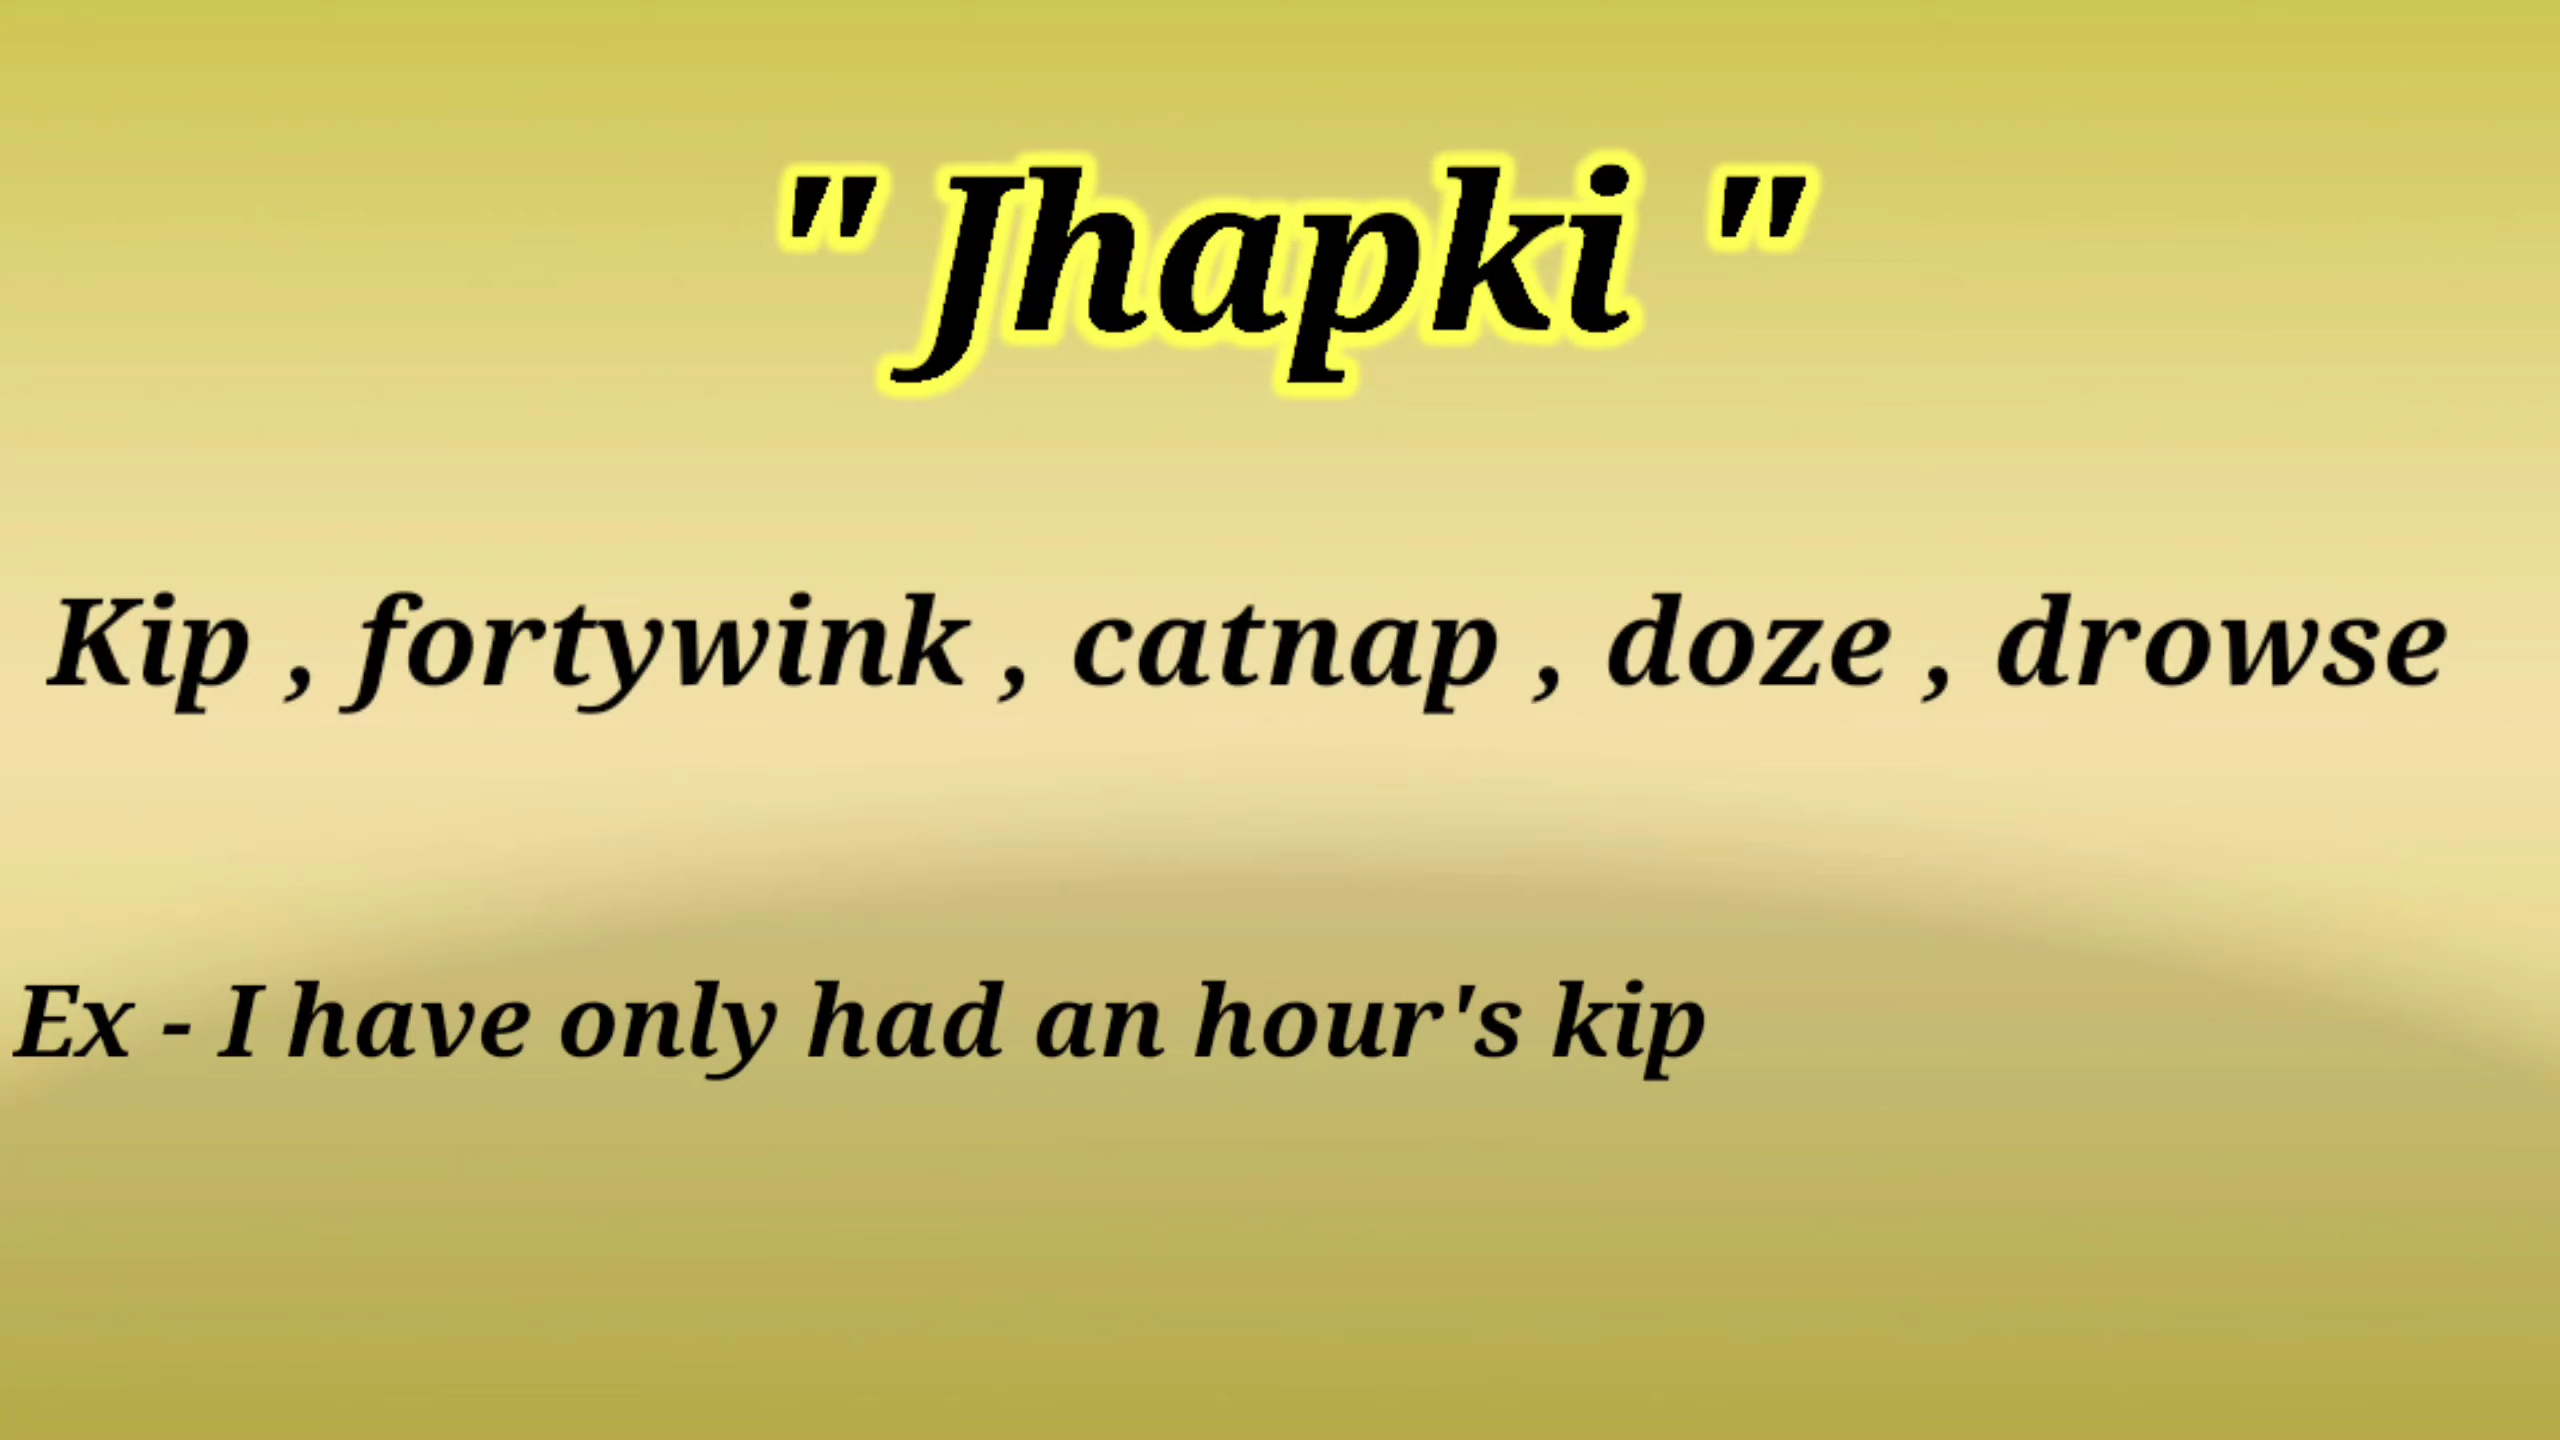 " Jhapki "
Kip , fortywink , catnap , doze , drowse
Ex - I have only had an hour's kip